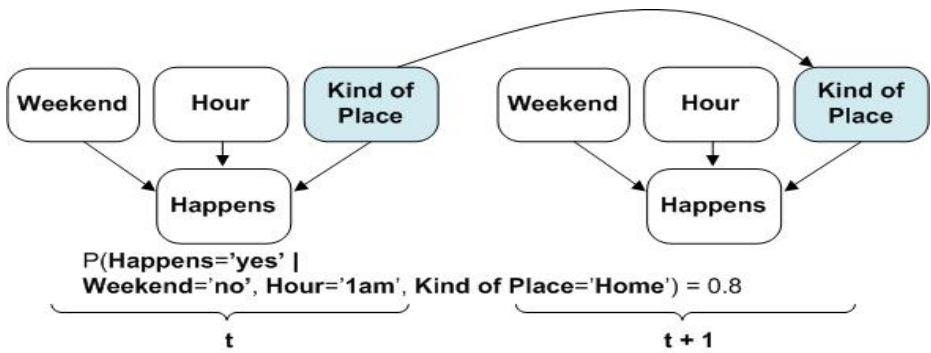 Weekend
Hour
Kind of
Place
Happens
Weekend
Hour
Kind of
Place
Happens
P(Happens='yes' |
Weekend='no', Hour='1am', Kind of Place='Home') = 0.8
t
t + 1